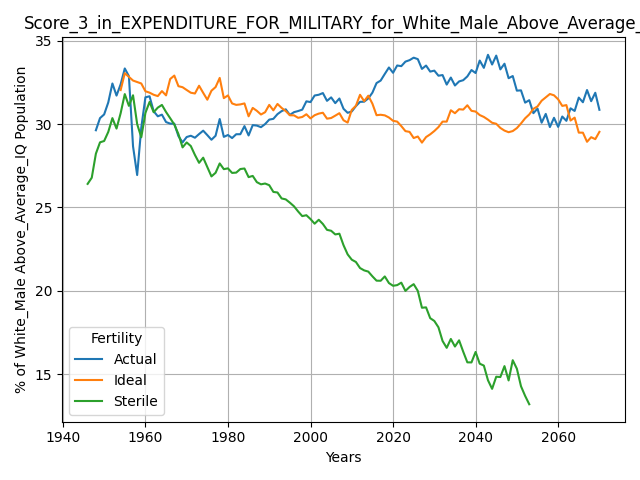 Score_3_in_EXPENDITURE_FOR_MILITARY_for_White_Male_Above_Average_
35
30
25
20
15
% of White_Male Above_Average_IQ Population
Fertility
Actual
Ideal
Sterile
1940 1960 1980 2000 2020 2040 2060
Years